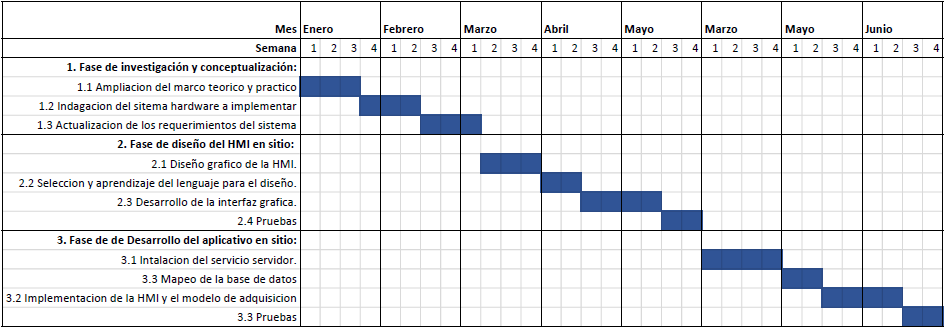 Mes Enero Febrero Marzo Abril Mayo Marzo Mayo Junio
Semana 1 2 3 4 1 2 3 4 1 2 3 4 1 2 3 4 1 2 3 4 1 2 3 4 1 2 3 4 1 2 3 4
1. Fase de investigación y conceptualización:
1.1 Ampliacion del marco teorico y practico
1.2 Indagacion del sitema hardware a implementar
1.3 Actualizacion de los requerimientos del sistema
2. Fase de diseño del HMI en sitio:
2.1 Diseño grafico de la HMI.
2.2 Seleccion y aprendizaje del lenguaje para el diseño.
2.3 Desarrollo de la interfaz grafica.
2.4 Pruebas
3. Fase de de Desarrollo del aplicativo en sitio:
3.1 Intalacion del servicio servidor.
3.3 Mapeo de la base de datos
3.2 Implementacion de la HMI y el modelo de adquisicion
3.3 Pruebas